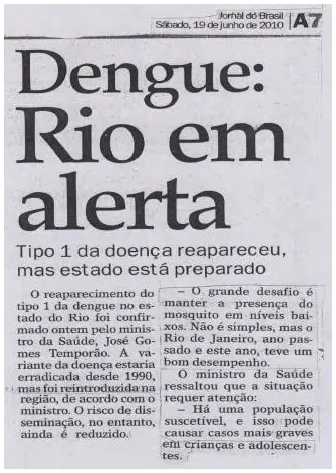 Jornal do Brasil
Sábado, 19 de junho de 2010
A7
Dengue:
Rio em
alerta
Tipo 1 da doença reapareceu,
mas estado está preparado
O reaparecimento do
tipo 1 da dengue no es-
tado do Rio foi confir-
mado ontem pelo minis-
tro da Saúde, José Go-
mes Temporão. A va-
riante da doença estaria
erradicada desde 1990,
mas foi reintroduzida na
região, de acordo com o
ministro. O risco de dis-
seminação, no entanto,
ainda é reduzido.
— O grande desafio é
manter a presença do
mosquito em níveis bai-
xos. Não é simples, mas o
Rio de Janeiro, ano pas-
sado e este ano, teve um
bom desempenho.
O ministro da Saúde
ressaltou que a situação
requer atenção:
— Há uma população
suscetível, e isso pode
causar casos mais graves
em crianças e adolescen-
tes.